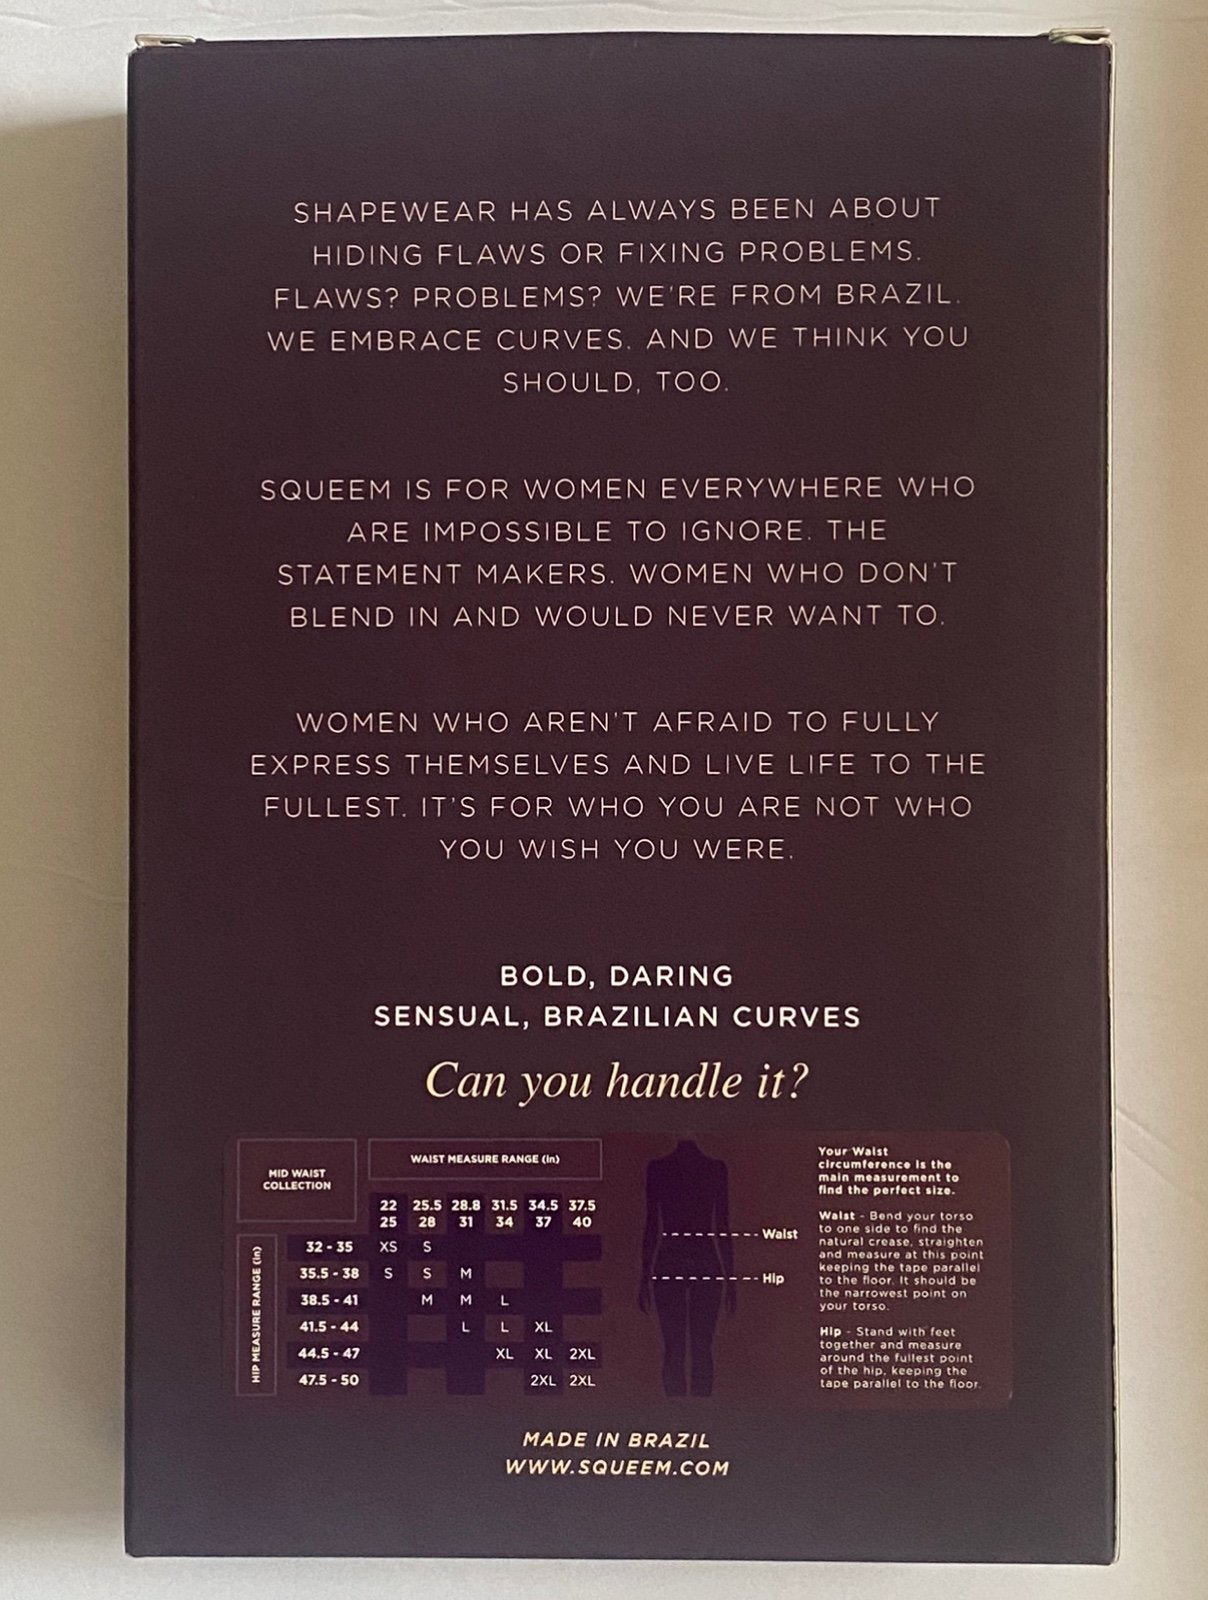 SHAPEWEAR HAS ALWAYS BEEN ABOUT
HIDING FLAWS OR FIXING PROBLEMS.
FLAWS? PROBLEMS? WE'RE FROM BRAZIL.
WE EMBRACE CURVES. AND WE THINK YOU
SHOULD, TOO.
SQUEEM IS FOR WOMEN EVERYWHERE WHO
ARE IMPOSSIBLE TO IGNORE. THE
STATEMENT MAKERS. WOMEN WHO DON'T
BLEND IN AND WOULD NEVER WANT TO.
WOMEN WHO AREN'T AFRAID TO FULLY
EXPRESS THEMSELVES AND LIVE LIFE TO THE
FULLEST. IT'S FOR WHO YOU ARE NOT WHO
YOU WISH YOU WERE.
BOLD, DARING
SENSUAL, BRAZILIAN CURVES
Can you handle it?
MID WAIST
COLLECTION
WAIST MEASURE RANGE (in)
22 25.5 28.8 31.5 34.5 37.5
25 28 31 34 37 40
HIP MEASURE RANGE (in)
32 - 35 XS S
35.5 - 38 S S M
38.5 - 41 M M L
41.5 - 44 L L XL
44.5 - 47 XL XL 2XL
47.5 - 50 2XL 2XL
Waist
Hip
Your Waist
circumference is the
main measurement to
find the perfect size.
Waist - Bend your torso
to one side to find the
natural crease, straighten
and measure at this point
keeping the tape parallel
to the floor. It should be
the narrowest point on
your torso.
Hip - Stand with feet
together and measure
around the fullest point
of the hip, keeping the
tape parallel to the floor.
MADE IN BRAZIL
WWW.SQUEEM.COM